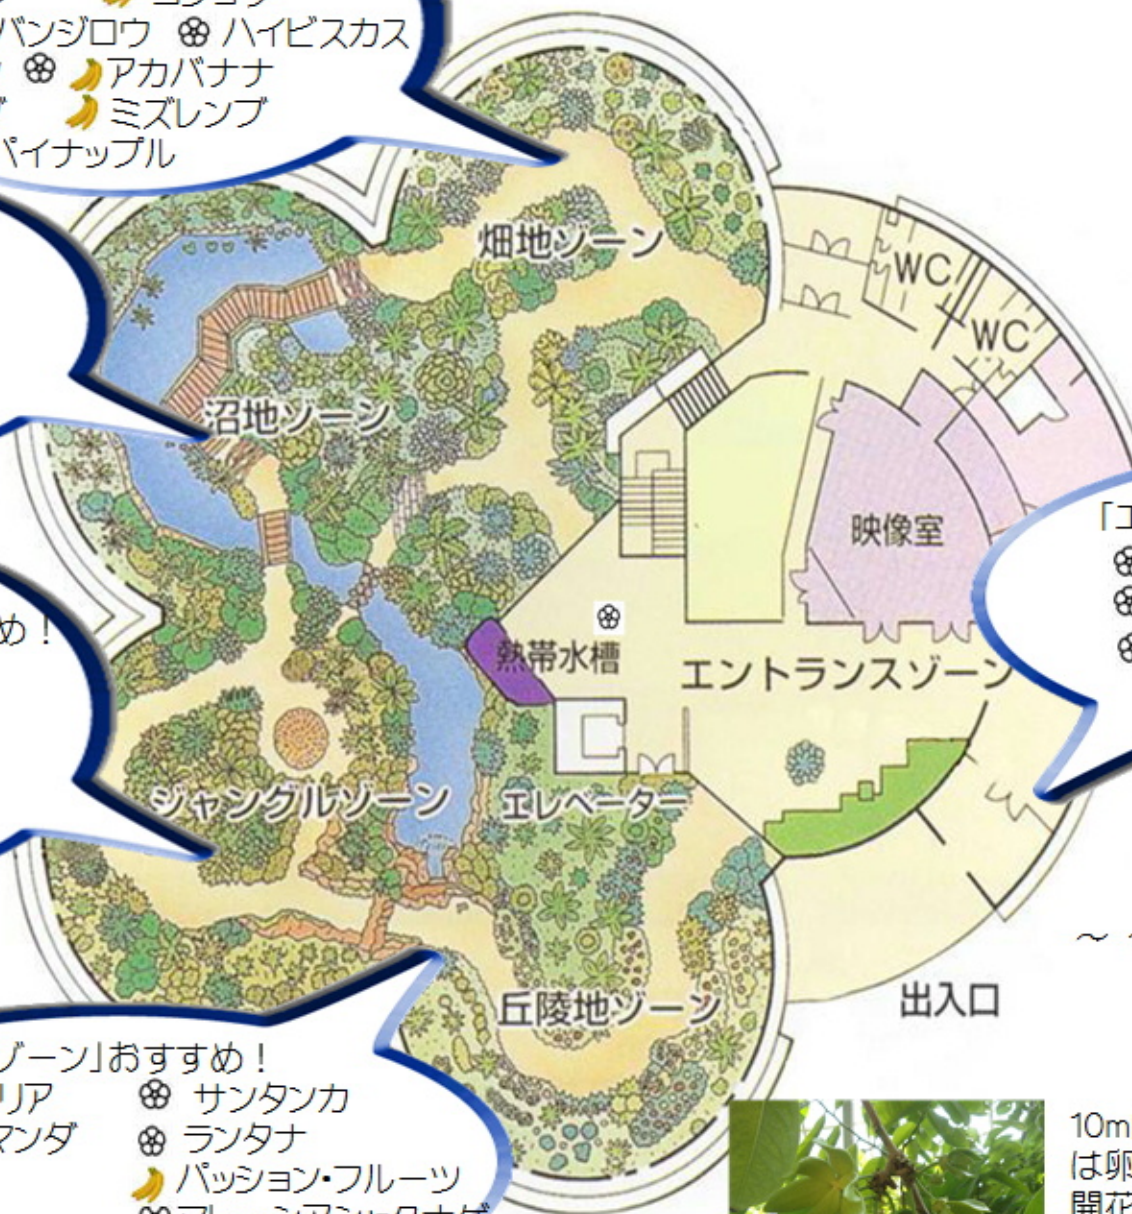 バンジロウ ハイビスカス
アカバナナ
ミズレンブ
パイナップル
畑地ゾーン
WC
WC
沼地ゾーン
映像室
「エ
め！
熱帯水槽
エントランスゾーン
ジャングルゾーン
エレベーター
～
出入口
丘陵地ゾーン
ゾーン」おすすめ！
リア サンタンカ
マンダ ランタナ
パッション・フルーツ
10m
は卵
開花